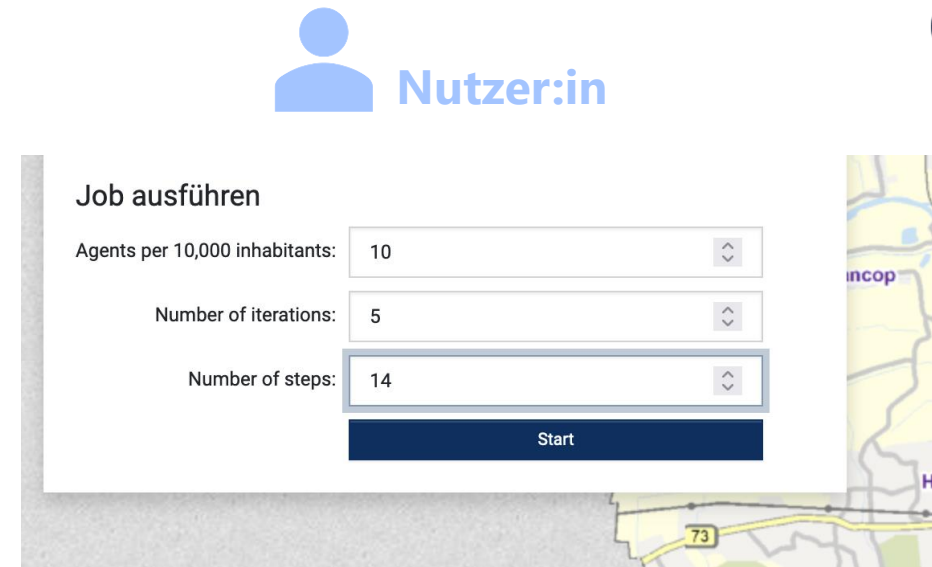 Nutzer:in
Job ausführen
Agents per 10,000 inhabitants: 10
Number of iterations: 5
Number of steps: 14
Start
ncop
H
73